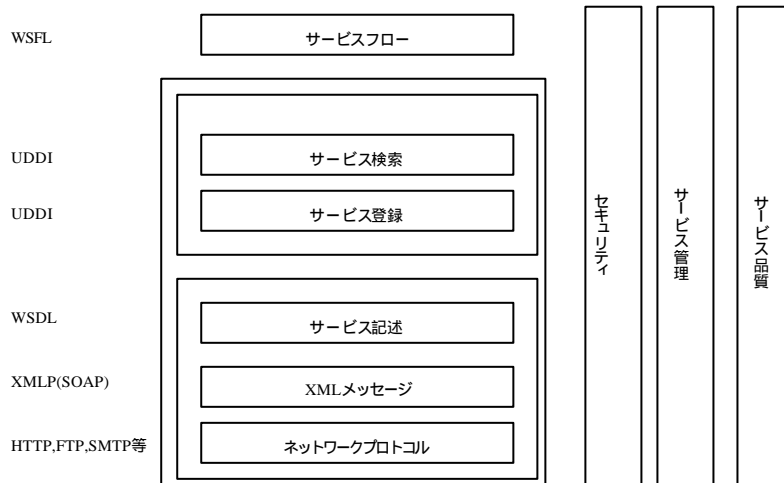 WSFL
サービスフロー
UDDI
サービス検索
UDDI
サービス登録
WSDL
サービス記述
XMLP(SOAP)
XMLメッセージ
HTTP,FTP,SMTP等
ネットワークプロトコル
セキュリティ
サービス管理
サービス品質